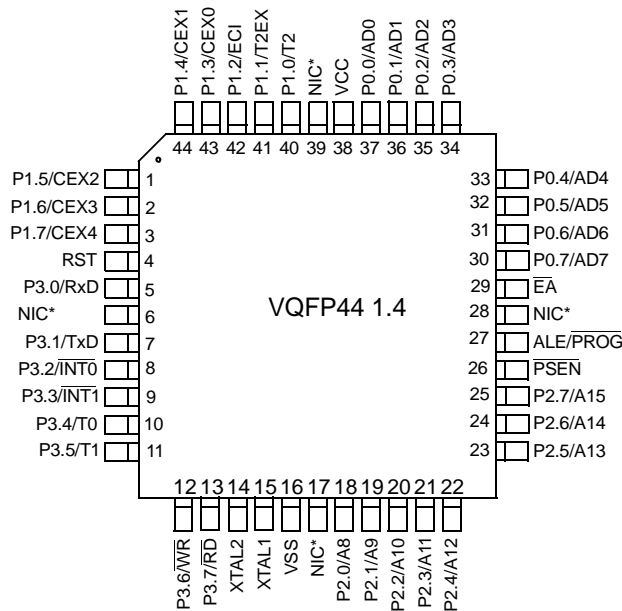 P1.4/CEX1
P1.3/CEX0
P1.2/ECI
P1.1/T2EX
P1.0/T2
NIC*
VCC
P0.0/AD0
P0.1/AD1
P0.2/AD2
P0.3/AD3
44 43 42 41 40 39 38 37 36 35 34
P1.5/CEX2 1
P1.6/CEX3 2
P1.7/CEX4 3
RST 4
P3.0/RxD 5
NIC* 6
P3.1/TxD 7
P3.2/I̅N̅T̅0̅ 8
P3.3/I̅N̅T̅1̅ 9
P3.4/T0 10
P3.5/T1 11
VQFP44 1.4
33 P0.4/AD4
32 P0.5/AD5
31 P0.6/AD6
30 P0.7/AD7
29 E̅A̅
28 NIC*
27 ALE/P̅R̅O̅G̅
26 P̅S̅E̅N̅
25 P2.7/A15
24 P2.6/A14
23 P2.5/A13
12 13 14 15 16 17 18 19 20 21 22
P3.6/W̅R̅
P3.7/R̅D̅
XTAL2
XTAL1
VSS
NIC*
P2.0/A8
P2.1/A9
P2.2/A10
P2.3/A11
P2.4/A12